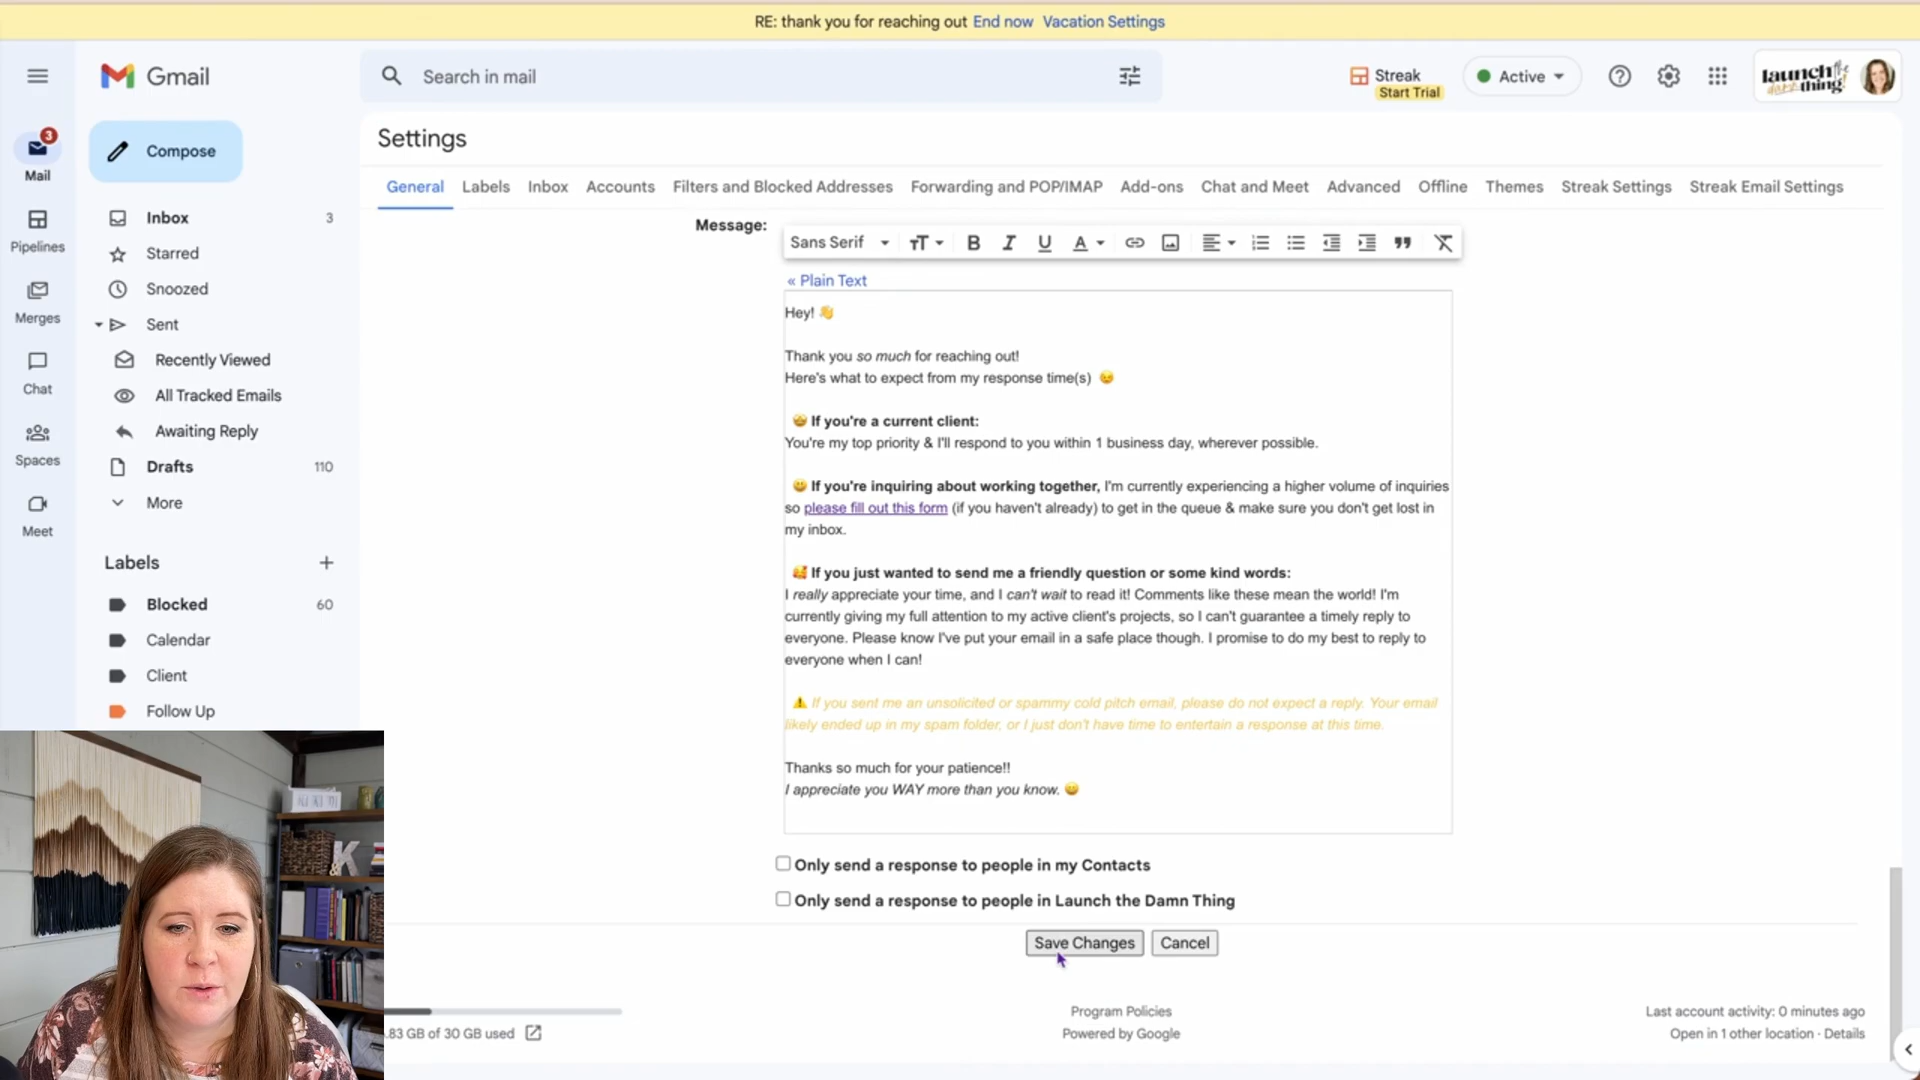 RE: thank you for reaching out End now Vacation Settings
Gmail
Search in mail
Streak
Start Trial
Active
launch the
damn thing!
3
Mail
Pipelines
Merges
Chat
Spaces
Meet
Compose
Inbox 3
Starred
Snoozed
Sent
Recently Viewed
All Tracked Emails
Awaiting Reply
Drafts 110
More
Labels
Blocked 60
Calendar
Client
Follow Up
Settings
General Labels Inbox Accounts Filters and Blocked Addresses Forwarding and POP/IMAP Add-ons Chat and Meet Advanced Offline Themes Streak Settings Streak Email Settings
Message:
Sans Serif
« Plain Text
Hey! 👋
Thank you so much for reaching out!
Here's what to expect from my response time(s) 😉
🤩 If you're a current client:
You're my top priority & I'll respond to you within 1 business day, wherever possible.
😀 If you're inquiring about working together, I'm currently experiencing a higher volume of inquiries
so please fill out this form (if you haven't already) to get in the queue & make sure you don't get lost in
my inbox.
🥰 If you just wanted to send me a friendly question or some kind words:
I really appreciate your time, and I can't wait to read it! Comments like these mean the world! I'm
currently giving my full attention to my active client's projects, so I can't guarantee a timely reply to
everyone. Please know I've put your email in a safe place though. I promise to do my best to reply to
everyone when I can!
⚠️ If you sent me an unsolicited or spammy cold pitch email, please do not expect a reply. Your email
likely ended up in my spam folder, or I just don't have time to entertain a response at this time.
Thanks so much for your patience!!
I appreciate you WAY more than you know. 😀
Only send a response to people in my Contacts
Only send a response to people in Launch the Damn Thing
Save Changes Cancel
.83 GB of 30 GB used
Program Policies
Powered by Google
Last account activity: 0 minutes ago
Open in 1 other location · Details
K